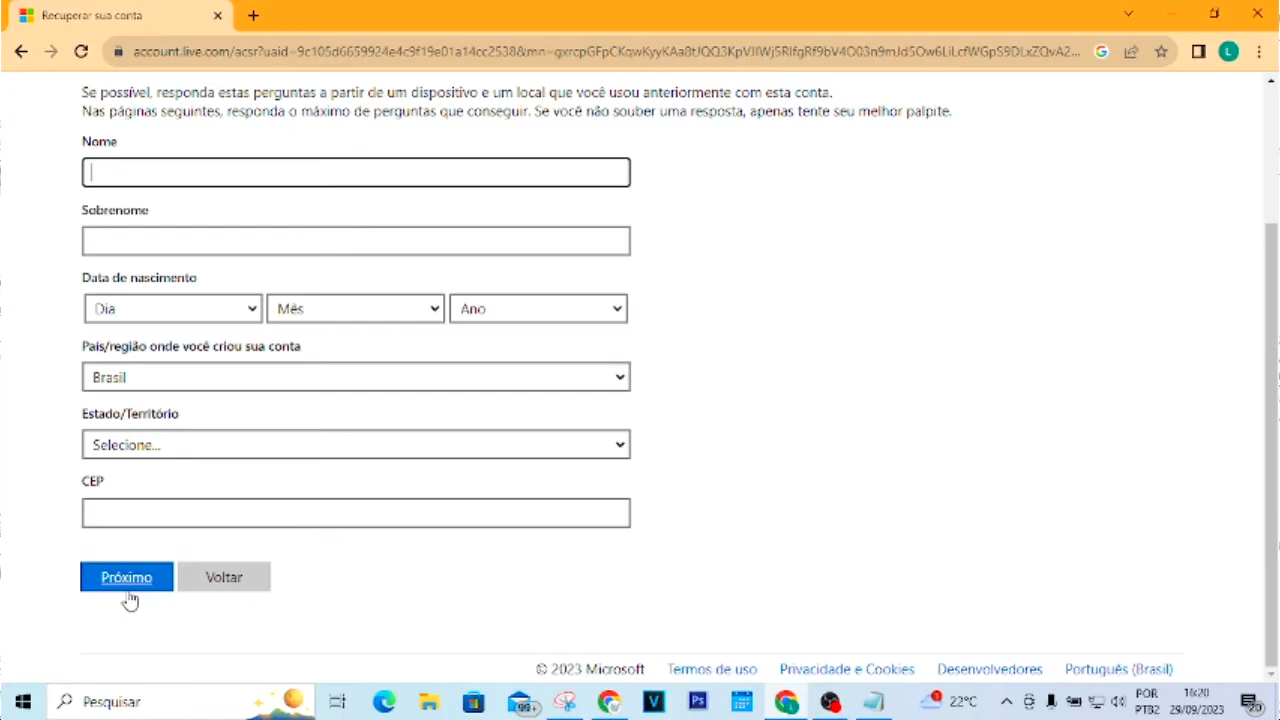 Recuperar sua conta
Se possível, responda estas perguntas a partir de um dispositivo e um local que você usou anteriormente com esta conta.
Nas páginas seguintes, responda o máximo de perguntas que conseguir. Se você não souber uma resposta, apenas tente seu melhor palpite.
Nome
Sobrenome
Data de nascimento
Dia Mês Ano
País/região onde você criou sua conta
Brasil
Estado/Território
Selecione...
CEP
Próximo Voltar
© 2023 Microsoft Termos de uso Privacidade e Cookies Desenvolvedores Português (Brasil)
Pesquisar 99+ V Ps 22°C POR 16:20
PTB2 29/09/2023 20